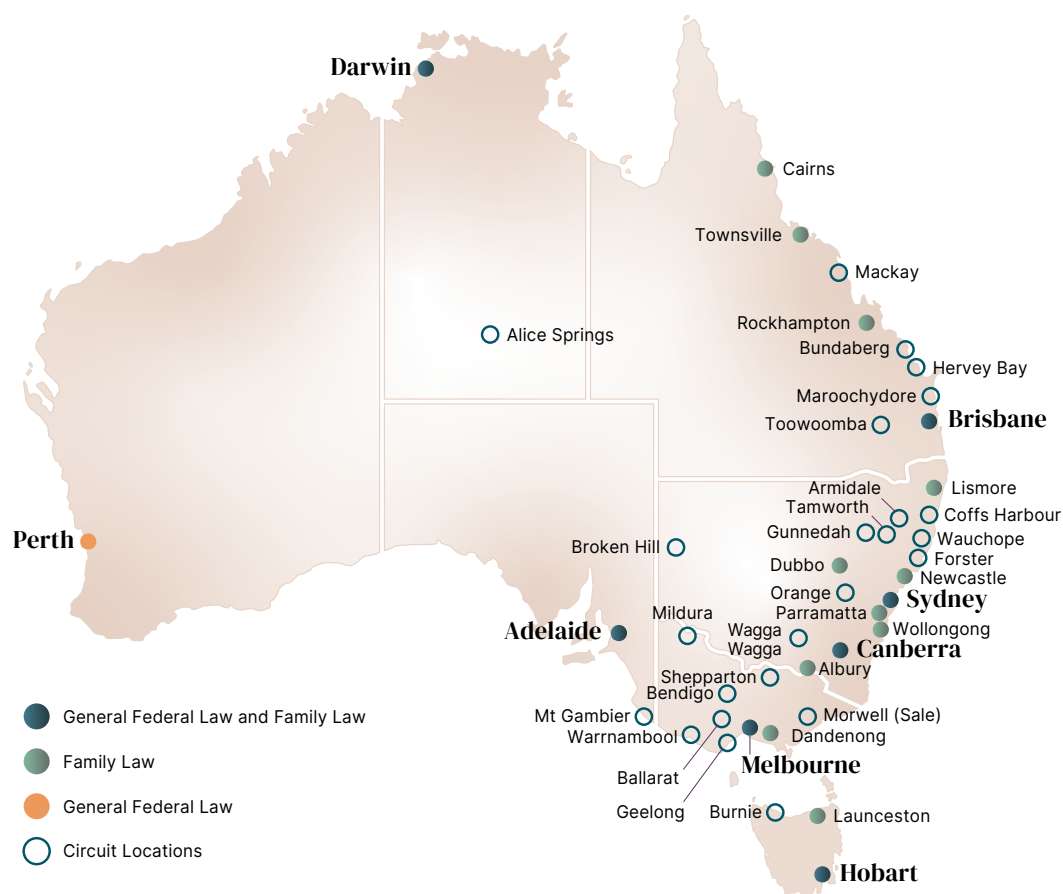 Darwin
Cairns
Townsville
Mackay
Rockhampton
Alice Springs
Bundaberg
Hervey Bay
Maroochydore
Brisbane
Toowoomba
Armidale
Lismore
Tamworth
Coffs Harbour
Gunnedah
Wauchope
Perth
Broken Hill
Forster
Dubbo
Newcastle
Orange
Sydney
Mildura
Parramatta
Adelaide
Wagga
Wagga
Wollongong
Canberra
Albury
Shepparton
Bendigo
Mt Gambier
Morwell (Sale)
Warrnambool
Dandenong
Melbourne
Ballarat
Geelong
Burnie
Launceston
Hobart
General Federal Law and Family Law
Family Law
General Federal Law
Circuit Locations